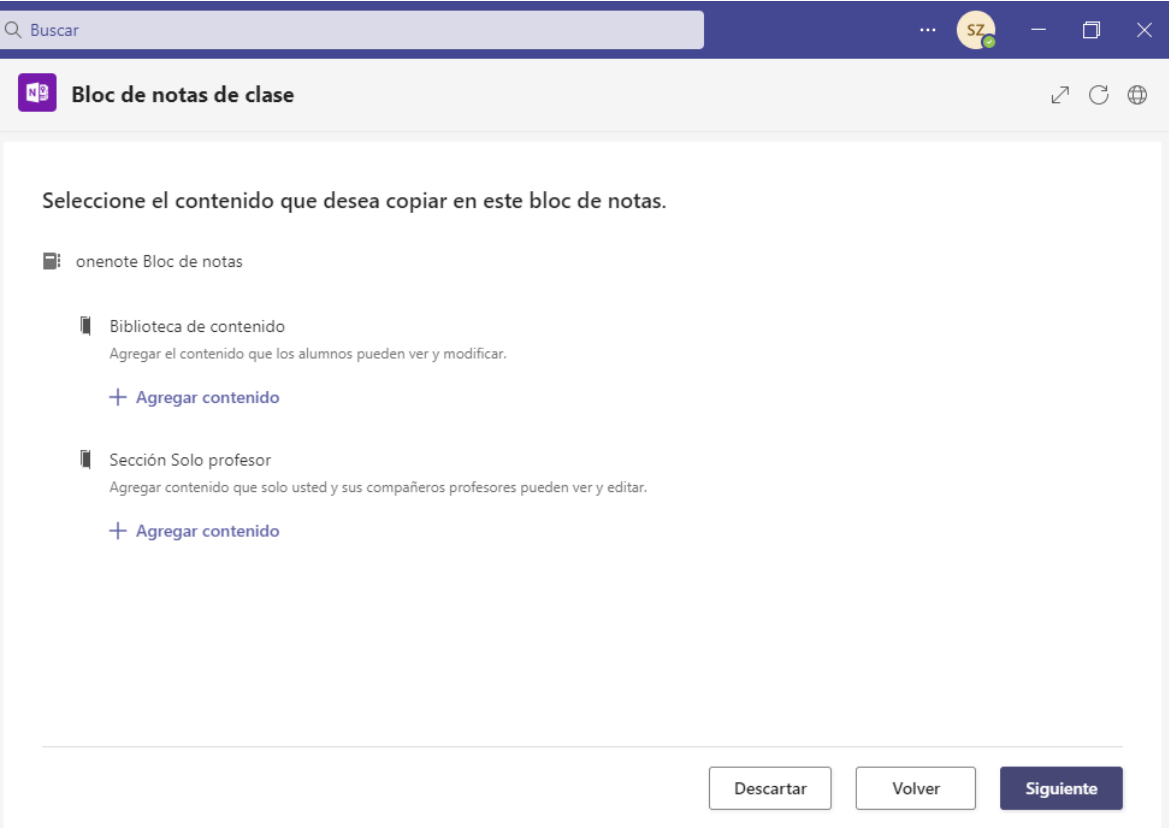 Buscar
SZ
Bloc de notas de clase
Seleccione el contenido que desea copiar en este bloc de notas.
onenote Bloc de notas
Biblioteca de contenido
Agregar el contenido que los alumnos pueden ver y modificar.
+ Agregar contenido
Sección Solo profesor
Agregar contenido que solo usted y sus compañeros profesores pueden ver y editar.
+ Agregar contenido
Descartar Volver Siguiente